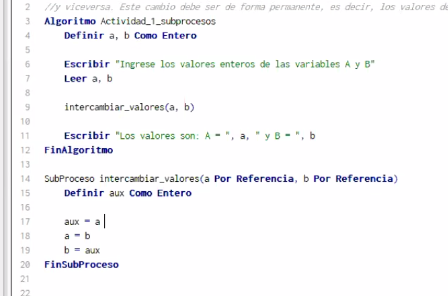 2 //y viceversa. Este cambio debe ser de forma permanente, es decir, los valores de
3 Algoritmo Actividad_1_subprocesos
4 Definir a, b Como Entero
5
6 Escribir "Ingrese los valores enteros de las variables A y B"
7 Leer a, b
8
9 intercambiar_valores(a, b)
10
11 Escribir "Los valores son: A = ", a, " y B = ", b
12 FinAlgoritmo
13
14 SubProceso intercambiar_valores(a Por Referencia, b Por Referencia)
15 Definir aux Como Entero
16
17 aux = a
18 a = b
19 b = aux
20 FinSubProceso
21
22